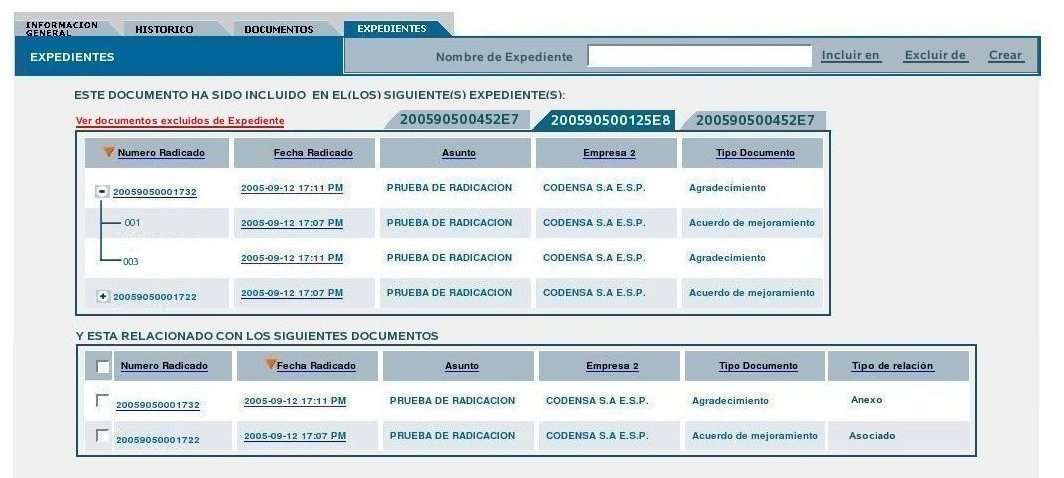 INFORMACION GENERAL HISTORICO DOCUMENTOS EXPEDIENTES
EXPEDIENTES Nombre de Expediente Incluir en Excluir de Crear
ESTE DOCUMENTO HA SIDO INCLUIDO EN EL(LOS) SIGUIENTE(S) EXPEDIENTE(S):
Ver documentos excluidos de Expediente 200590500452E7 200590500125E8 200590500452E7
Numero Radicado Fecha Radicado Asunto Empresa 2 Tipo Documento
20059050001732 2005-09-12 17:11 PM PRUEBA DE RADICACION CODENSA S.A E.S.P. Agradecimiento
001 2005-09-12 17:07 PM PRUEBA DE RADICACION CODENSA S.A E.S.P. Acuerdo de mejoramiento
003 2005-09-12 17:11 PM PRUEBA DE RADICACION CODENSA S.A E.S.P. Agradecimiento
20059050001722 2005-09-12 17:07 PM PRUEBA DE RADICACION CODENSA S.A E.S.P. Acuerdo de mejoramiento
Y ESTA RELACIONADO CON LOS SIGUIENTES DOCUMENTOS
Numero Radicado Fecha Radicado Asunto Empresa 2 Tipo Documento Tipo de relación
20059050001732 2005-09-12 17:11 PM PRUEBA DE RADICACION CODENSA S.A E.S.P. Agradecimiento Anexo
20059050001722 2005-09-12 17:07 PM PRUEBA DE RADICACION CODENSA S.A E.S.P. Acuerdo de mejoramiento Asociado